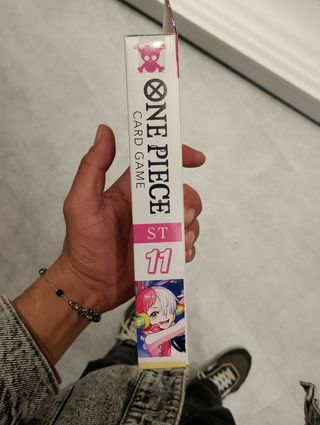 ONE PIECE
CARD GAME
ST
11